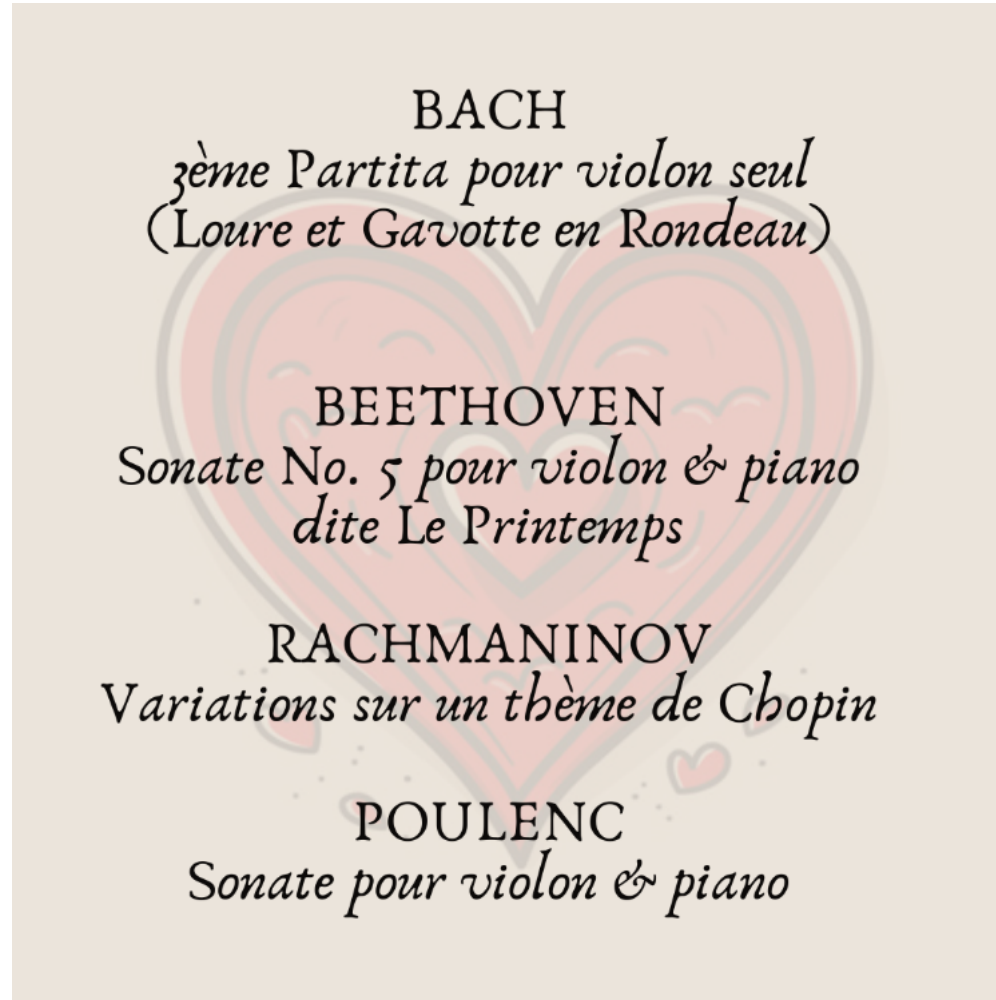 BACH
3ème Partita pour violon seul
(Loure et Gavotte en Rondeau)
BEETHOVEN
Sonate No. 5 pour violon & piano
dite Le Printemps
RACHMANINOV
Variations sur un thème de Chopin
POULENC
Sonate pour violon & piano